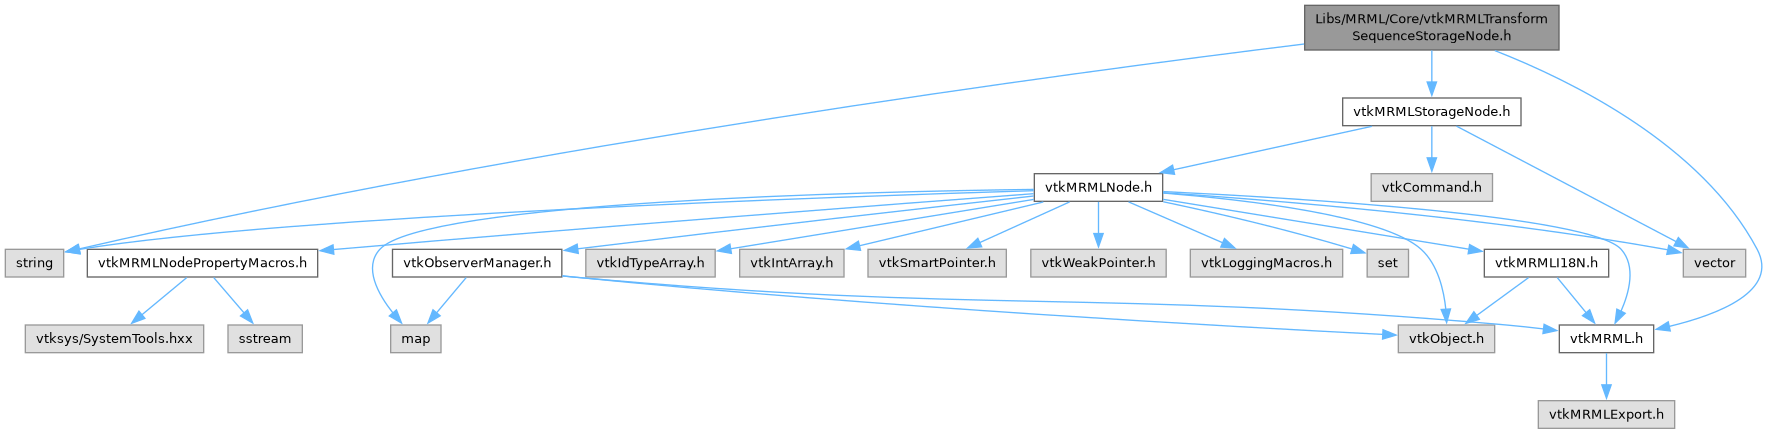 Libs/MRML/Core/vtkMRMLTransform
SequenceStorageNode.h
vtkMRMLStorageNode.h
vtkMRMLNode.h
vtkCommand.h
string
vtkMRMLNodePropertyMacros.h
vtkObserverManager.h
vtkIdTypeArray.h
vtkIntArray.h
vtkSmartPointer.h
vtkWeakPointer.h
vtkLoggingMacros.h
set
vtkMRMLI18N.h
vector
vtksys/SystemTools.hxx
sstream
map
vtkObject.h
vtkMRML.h
vtkMRMLExport.h